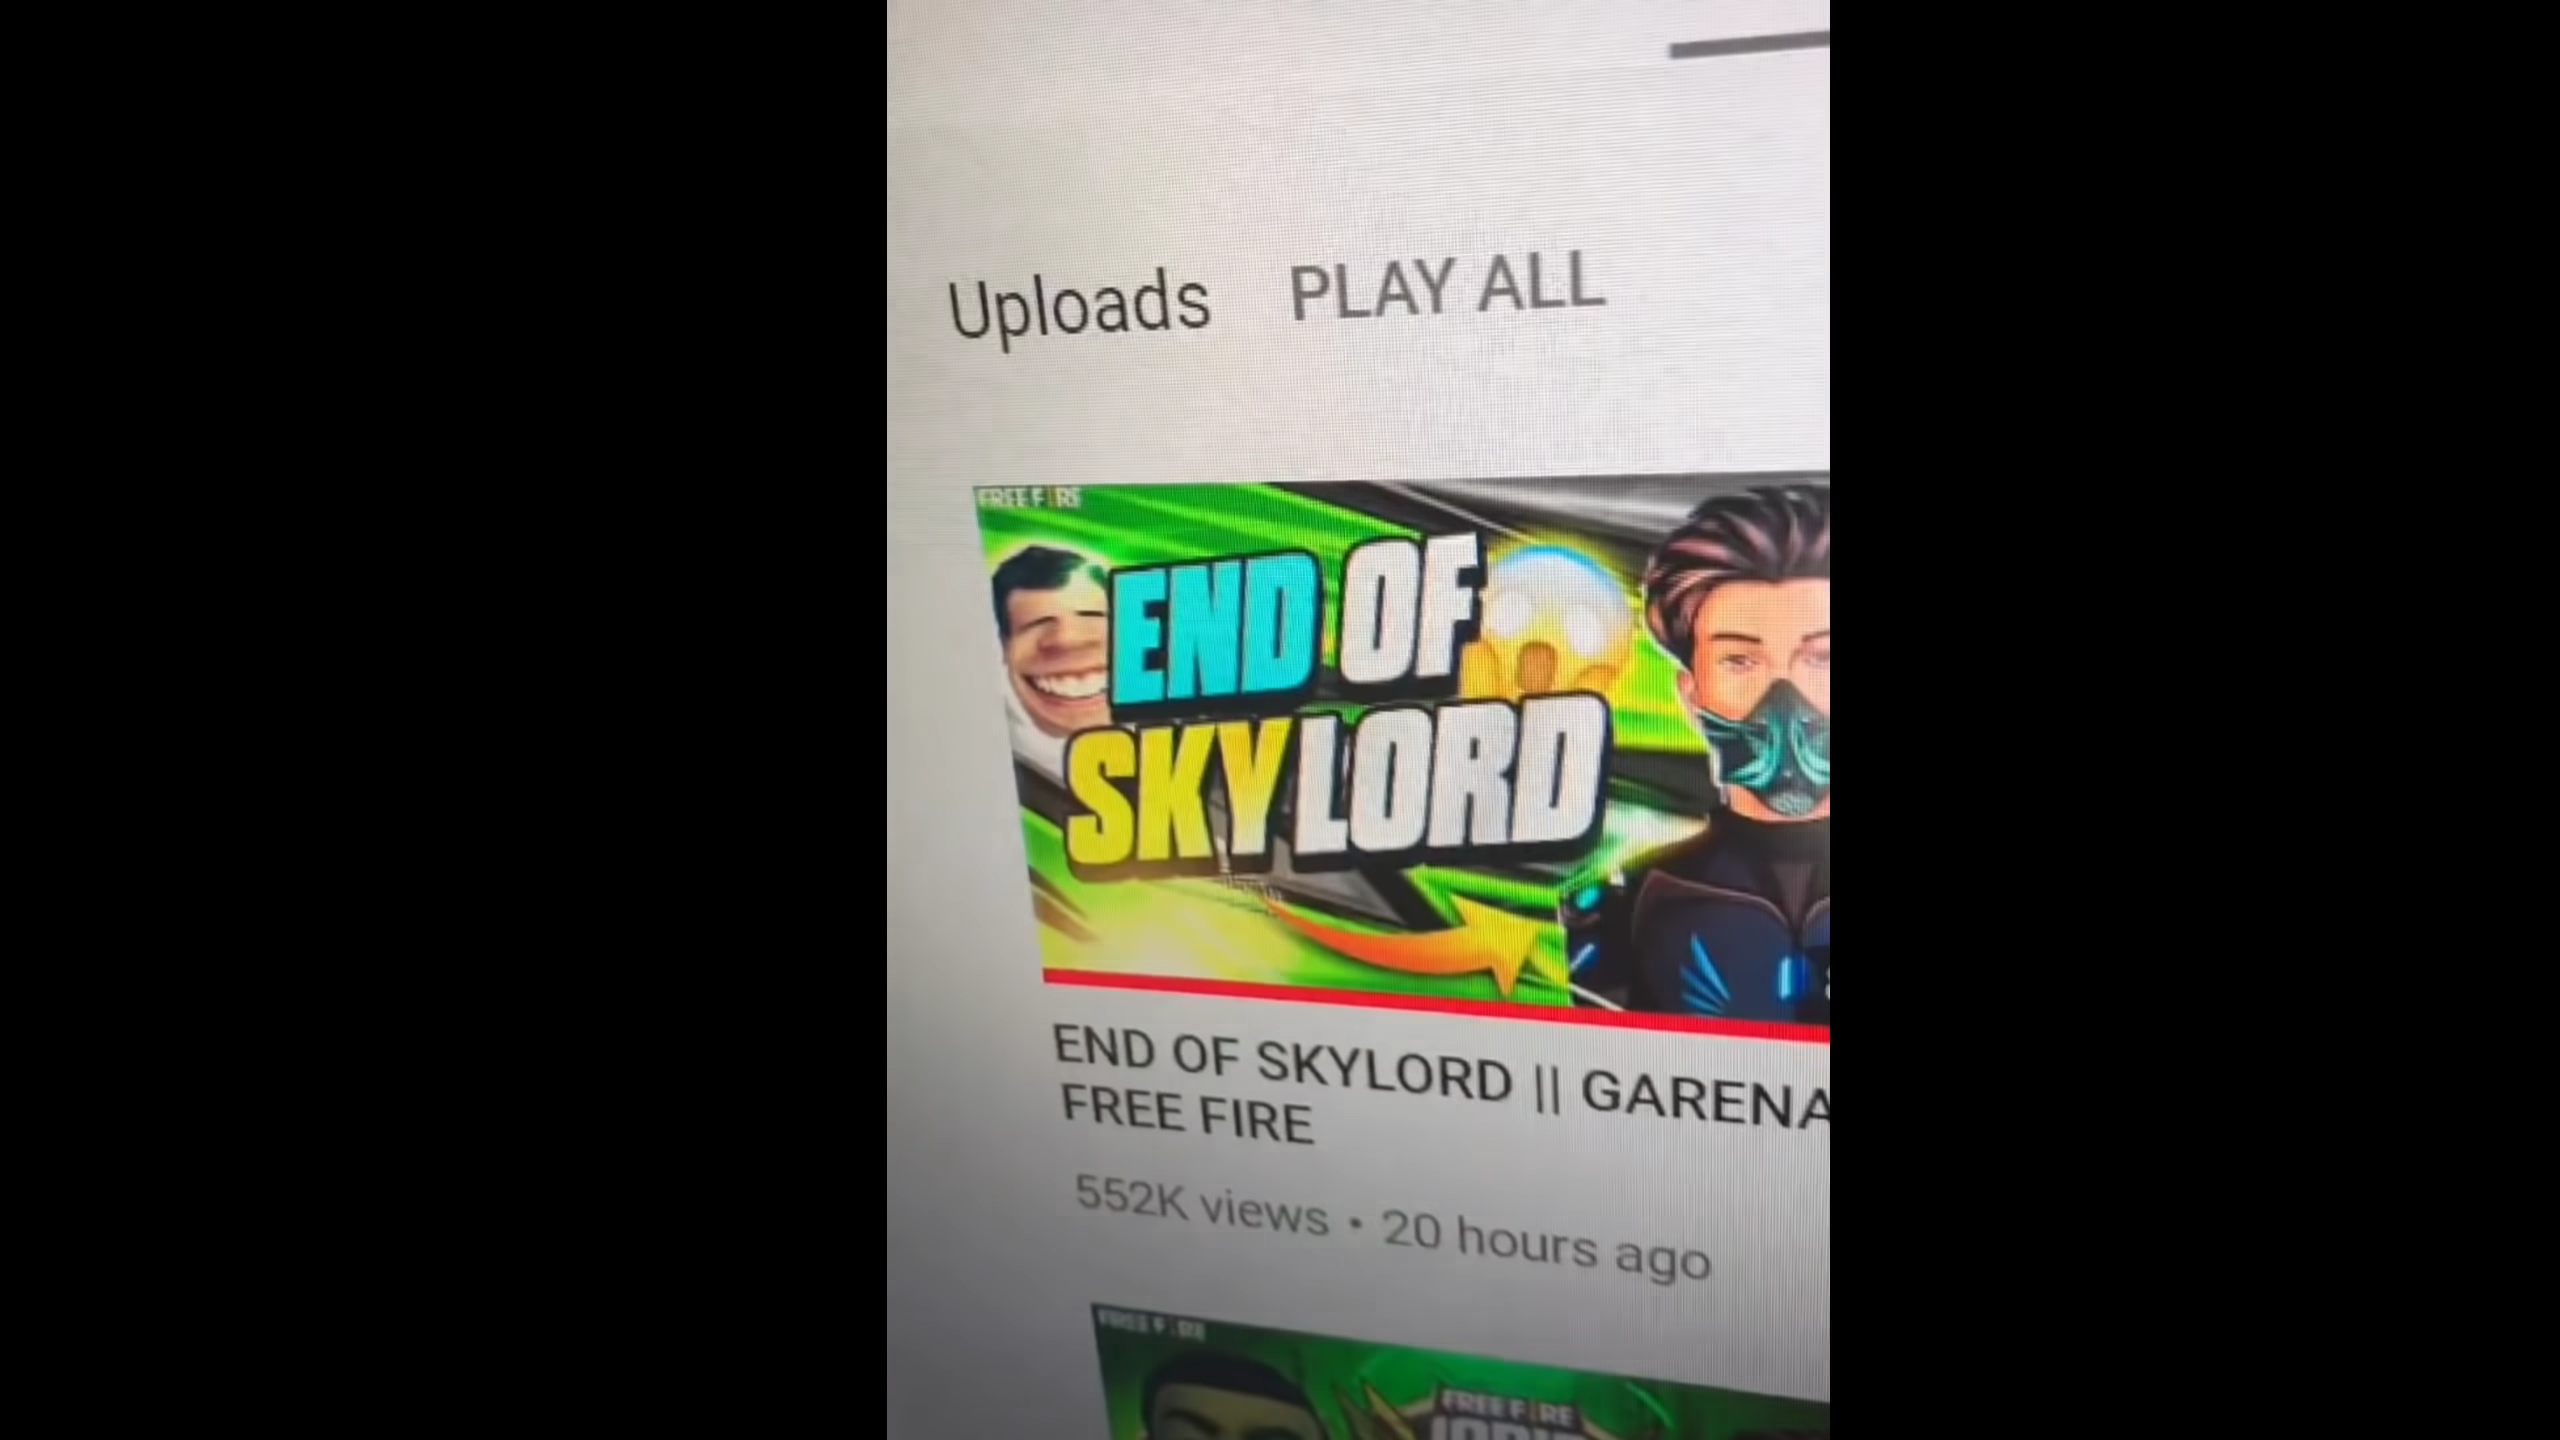 Uploads PLAY ALL
FREE FIRE
END OF
SKYLORD
END OF SKYLORD || GARENA
FREE FIRE
552K views • 20 hours ago
FREE FIRE
FREE FIRE